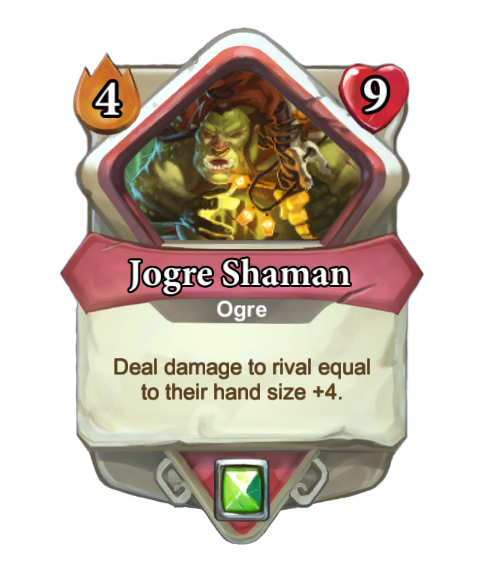 4
9
Jogre Shaman
Ogre
Deal damage to rival equal
to their hand size +4.